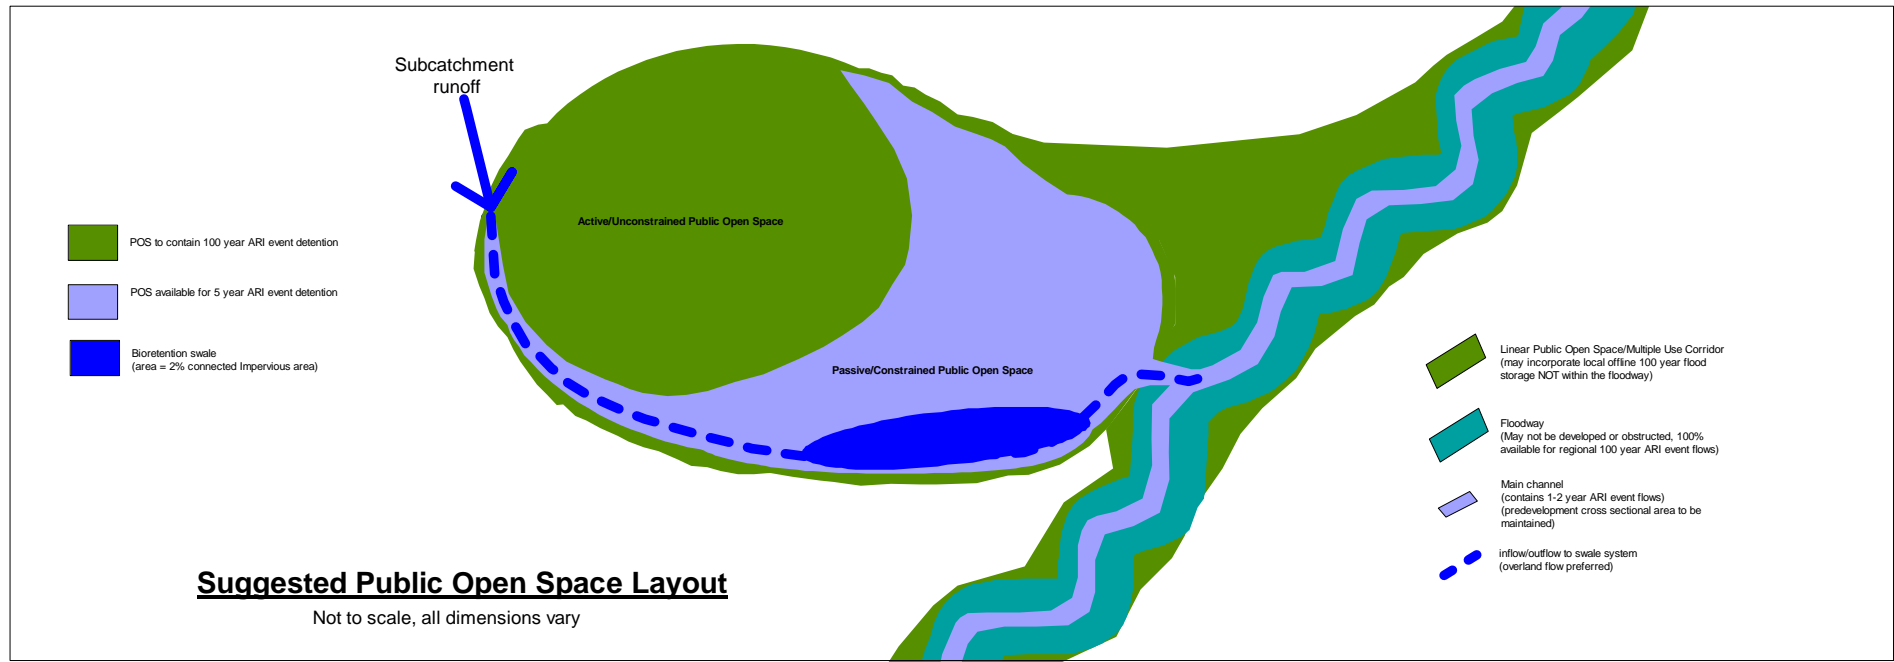 Subcatchment
runoff
Active/Unconstrained Public Open Space
POS to contain 100 year ARI event detention
POS available for 5 year ARI event detention
Bioretention swale
(area = 2% connected Impervious area)
Passive/Constrained Public Open Space
Linear Public Open Space/Multiple Use Corridor
(may incorporate local offline 100 year flood
storage NOT within the floodway)
Floodway
(May not be developed or obstructed, 100%
available for regional 100 year ARI event flows)
Main channel
(contains 1-2 year ARI event flows)
(predevelopment cross sectional area to be
maintained)
inflow/outflow to swale system
(overland flow preferred)
Suggested Public Open Space Layout
Not to scale, all dimensions vary